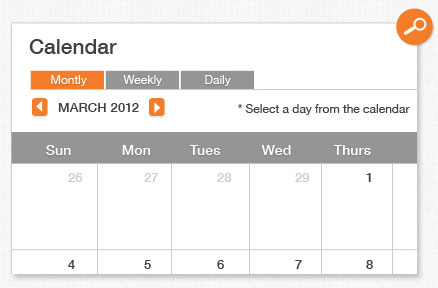 Calendar
Montly Weekly Daily
MARCH 2012 * Select a day from the calendar
Sun Mon Tues Wed Thurs
26 27 28 29 1
4 5 6 7 8